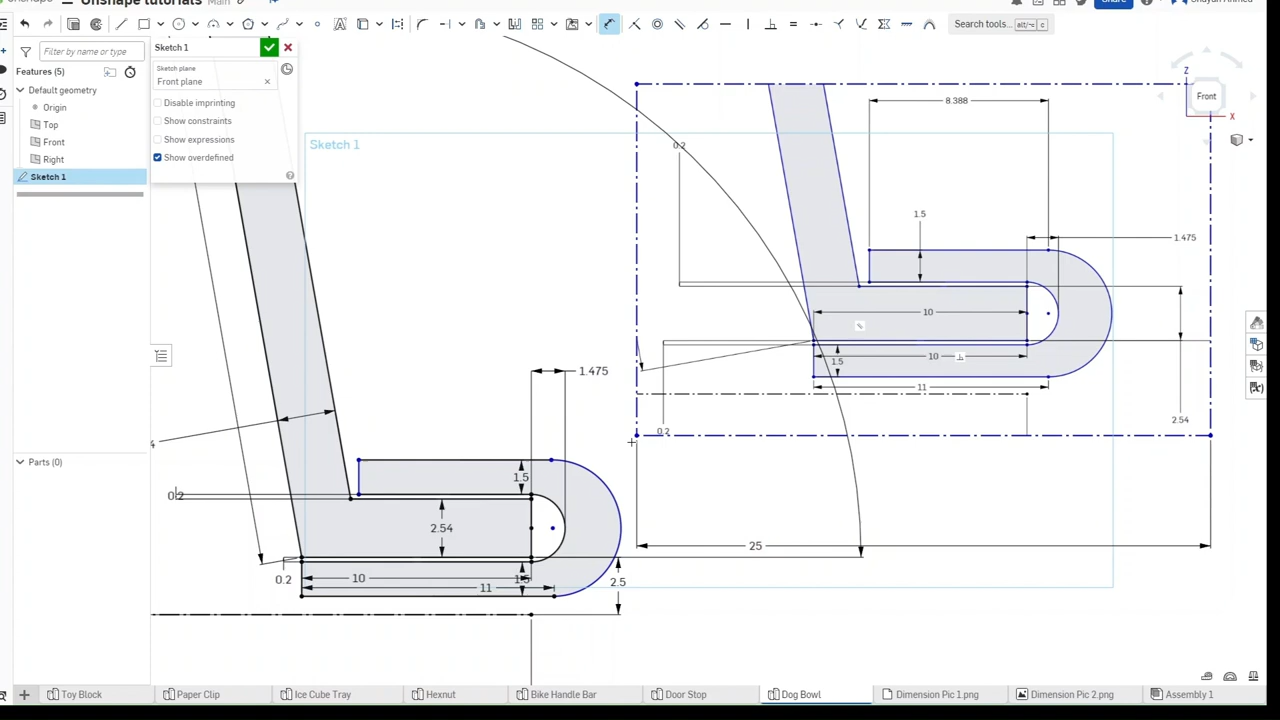 Onshape tutorials Main
Share
Shayan Ahmed
Search tools... alt/⌥ c
Filter by name or type
Features (5)
Default geometry
Origin
Top
Front
Right
Sketch 1
Sketch 1
Sketch plane
Front plane
Disable imprinting
Show constraints
Show expressions
Show overdefined
Sketch 1
Z
Front
X
8.388
0.2
1.5
1.475
10
10
1.5
11
2.54
0.2
25
1.475
4
1.5
0.2
2.54
0.2
10
1.5
11
2.5
Parts (0)
(x)
Toy Block
Paper Clip
Ice Cube Tray
Hexnut
Bike Handle Bar
Door Stop
Dog Bowl
Dimension Pic 1.png
Dimension Pic 2.png
Assembly 1